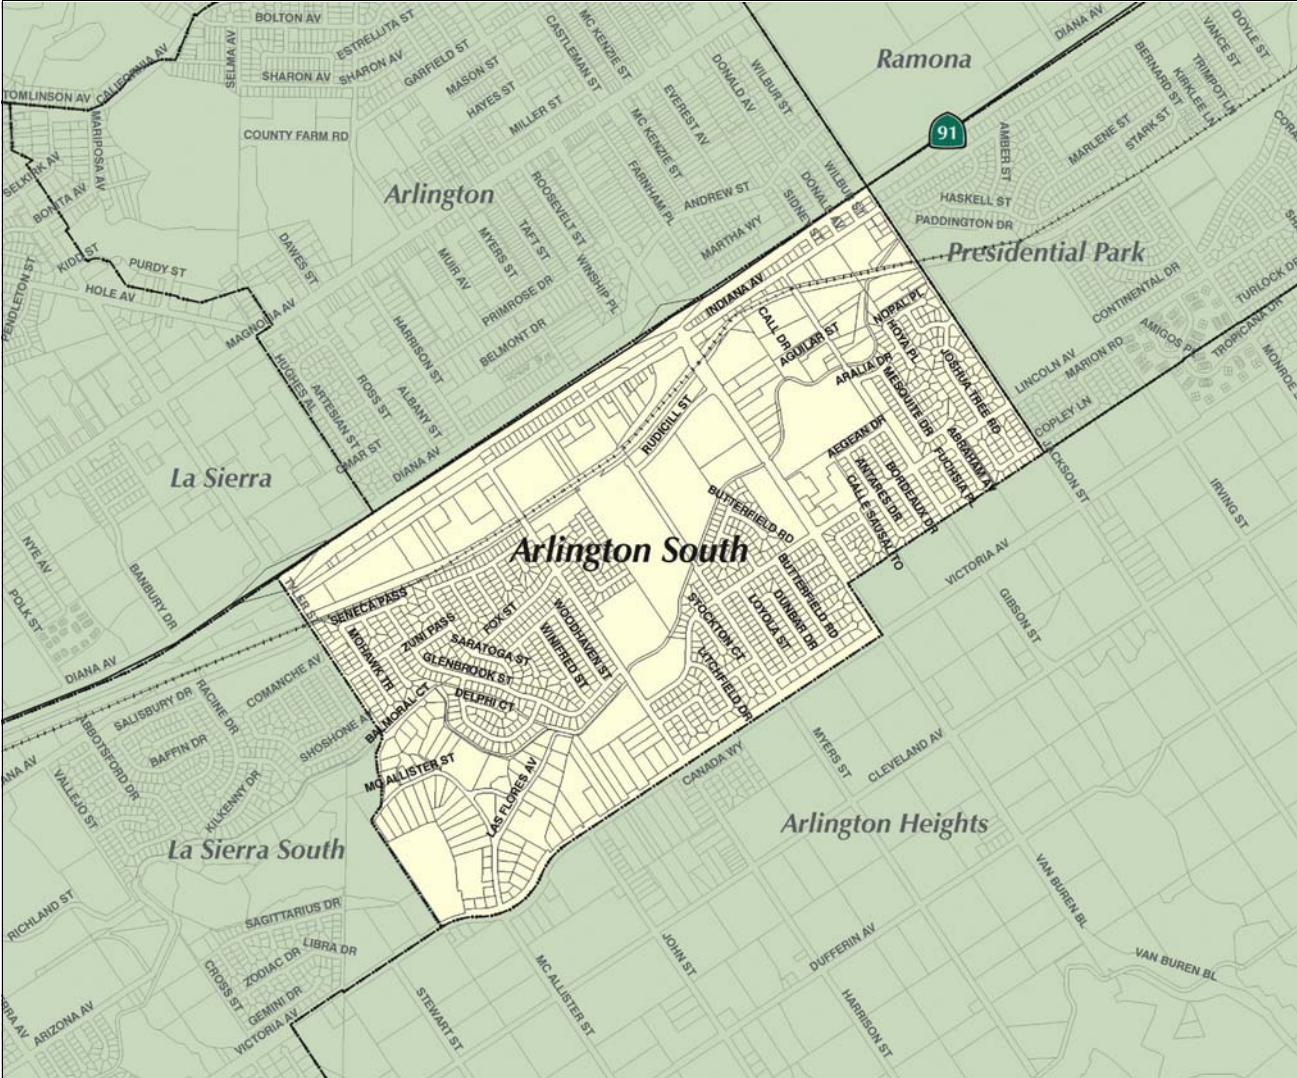 BOLTON AV
ESTRELLITA ST
MC KENZIE ST
CASTLEMAN ST
DIANA AV
DOYLE ST
VANCE ST
TRIMPOT LN
KIRKLEE LN
BERNARD ST
Ramona
CALIFORNIA AV
SELMA AV
SHARON AV
SHARON AV
GARFIELD ST
MASON ST
HAYES ST
MILLER ST
DONALD AV
WILBUR ST
EVEREST AV
TOMLINSON AV
MARIPOSA AV
COUNTY FARM RD
MC KENZIE ST
91
AMBER ST
MARLENE ST
STARK ST
SELKIRK AV
BONITA AV
Arlington
ROOSEVELT ST
FARNHAM PL
ANDREW ST
MARTHA WY
SIDNEY ST
DONALD AV
WILBUR ST
HASKELL ST
PADDINGTON DR
Presidential Park
KIDD ST
PURDY ST
HOLE AV
PENDLETON ST
DAWES ST
MAGNOLIA AV
MUIR AV
MYERS ST
TAFT ST
WINSHIP PL
PRIMROSE DR
BELMONT DR
INDIANA AV
CALL DR
AGUILAR ST
NOPAL PL
HOYA PL
ARALIA DR
MESQUITE DR
JOSHUA TREE RD
CONTINENTAL DR
AMIGOS PL
TURLOCK DR
TROPICANA DR
MONROE
LINCOLN AV
MARION RD
COPLEY LN
HUGHES AL
ARTESIAN ST
ROSS ST
HARRISON ST
ALBANY ST
OMAR ST
DIANA AV
RUDICILL ST
AEGEAN DR
ANTARES DR
BORDEAUX DR
CALLE SAUSALITO
FUCHSIA PL
ABRAHAM AV
JACKSON ST
IRVING ST
La Sierra
BUTTERFIELD RD
Arlington South
NYE AV
POLK ST
BANBURY DR
DIANA AV
TYLER ST
SENECA PASS
MOHAWK TR
ZUNI PASS
FOX ST
SARATOGA ST
GLENBROOK ST
DELPHI CT
WOODHAVEN ST
WINIFRED ST
STOCKTON CT
LITCHFIELD DR
LOYOLA ST
DUNBAR DR
BUTTERFIELD RD
VICTORIA AV
GIBSON ST
COMANCHE AV
RACINE DR
SALISBURY DR
SHOSHONE AV
BALMORAL CT
BAFFIN DR
ABBOTSFORD DR
VALLEJO ST
KILKENNY DR
MC ALLISTER ST
LAS FLORES AV
CANADA WY
MYERS ST
CLEVELAND AV
Arlington Heights
La Sierra South
RICHLAND ST
SAGITTARIUS DR
LIBRA DR
ZODIAC DR
CROSS ST
GEMINI DR
VICTORIA AV
ARIZONA AV
STEWART ST
MC ALLISTER ST
JOHN ST
DUFFERIN AV
HARRISON ST
VAN BUREN BL
VAN BUREN BL